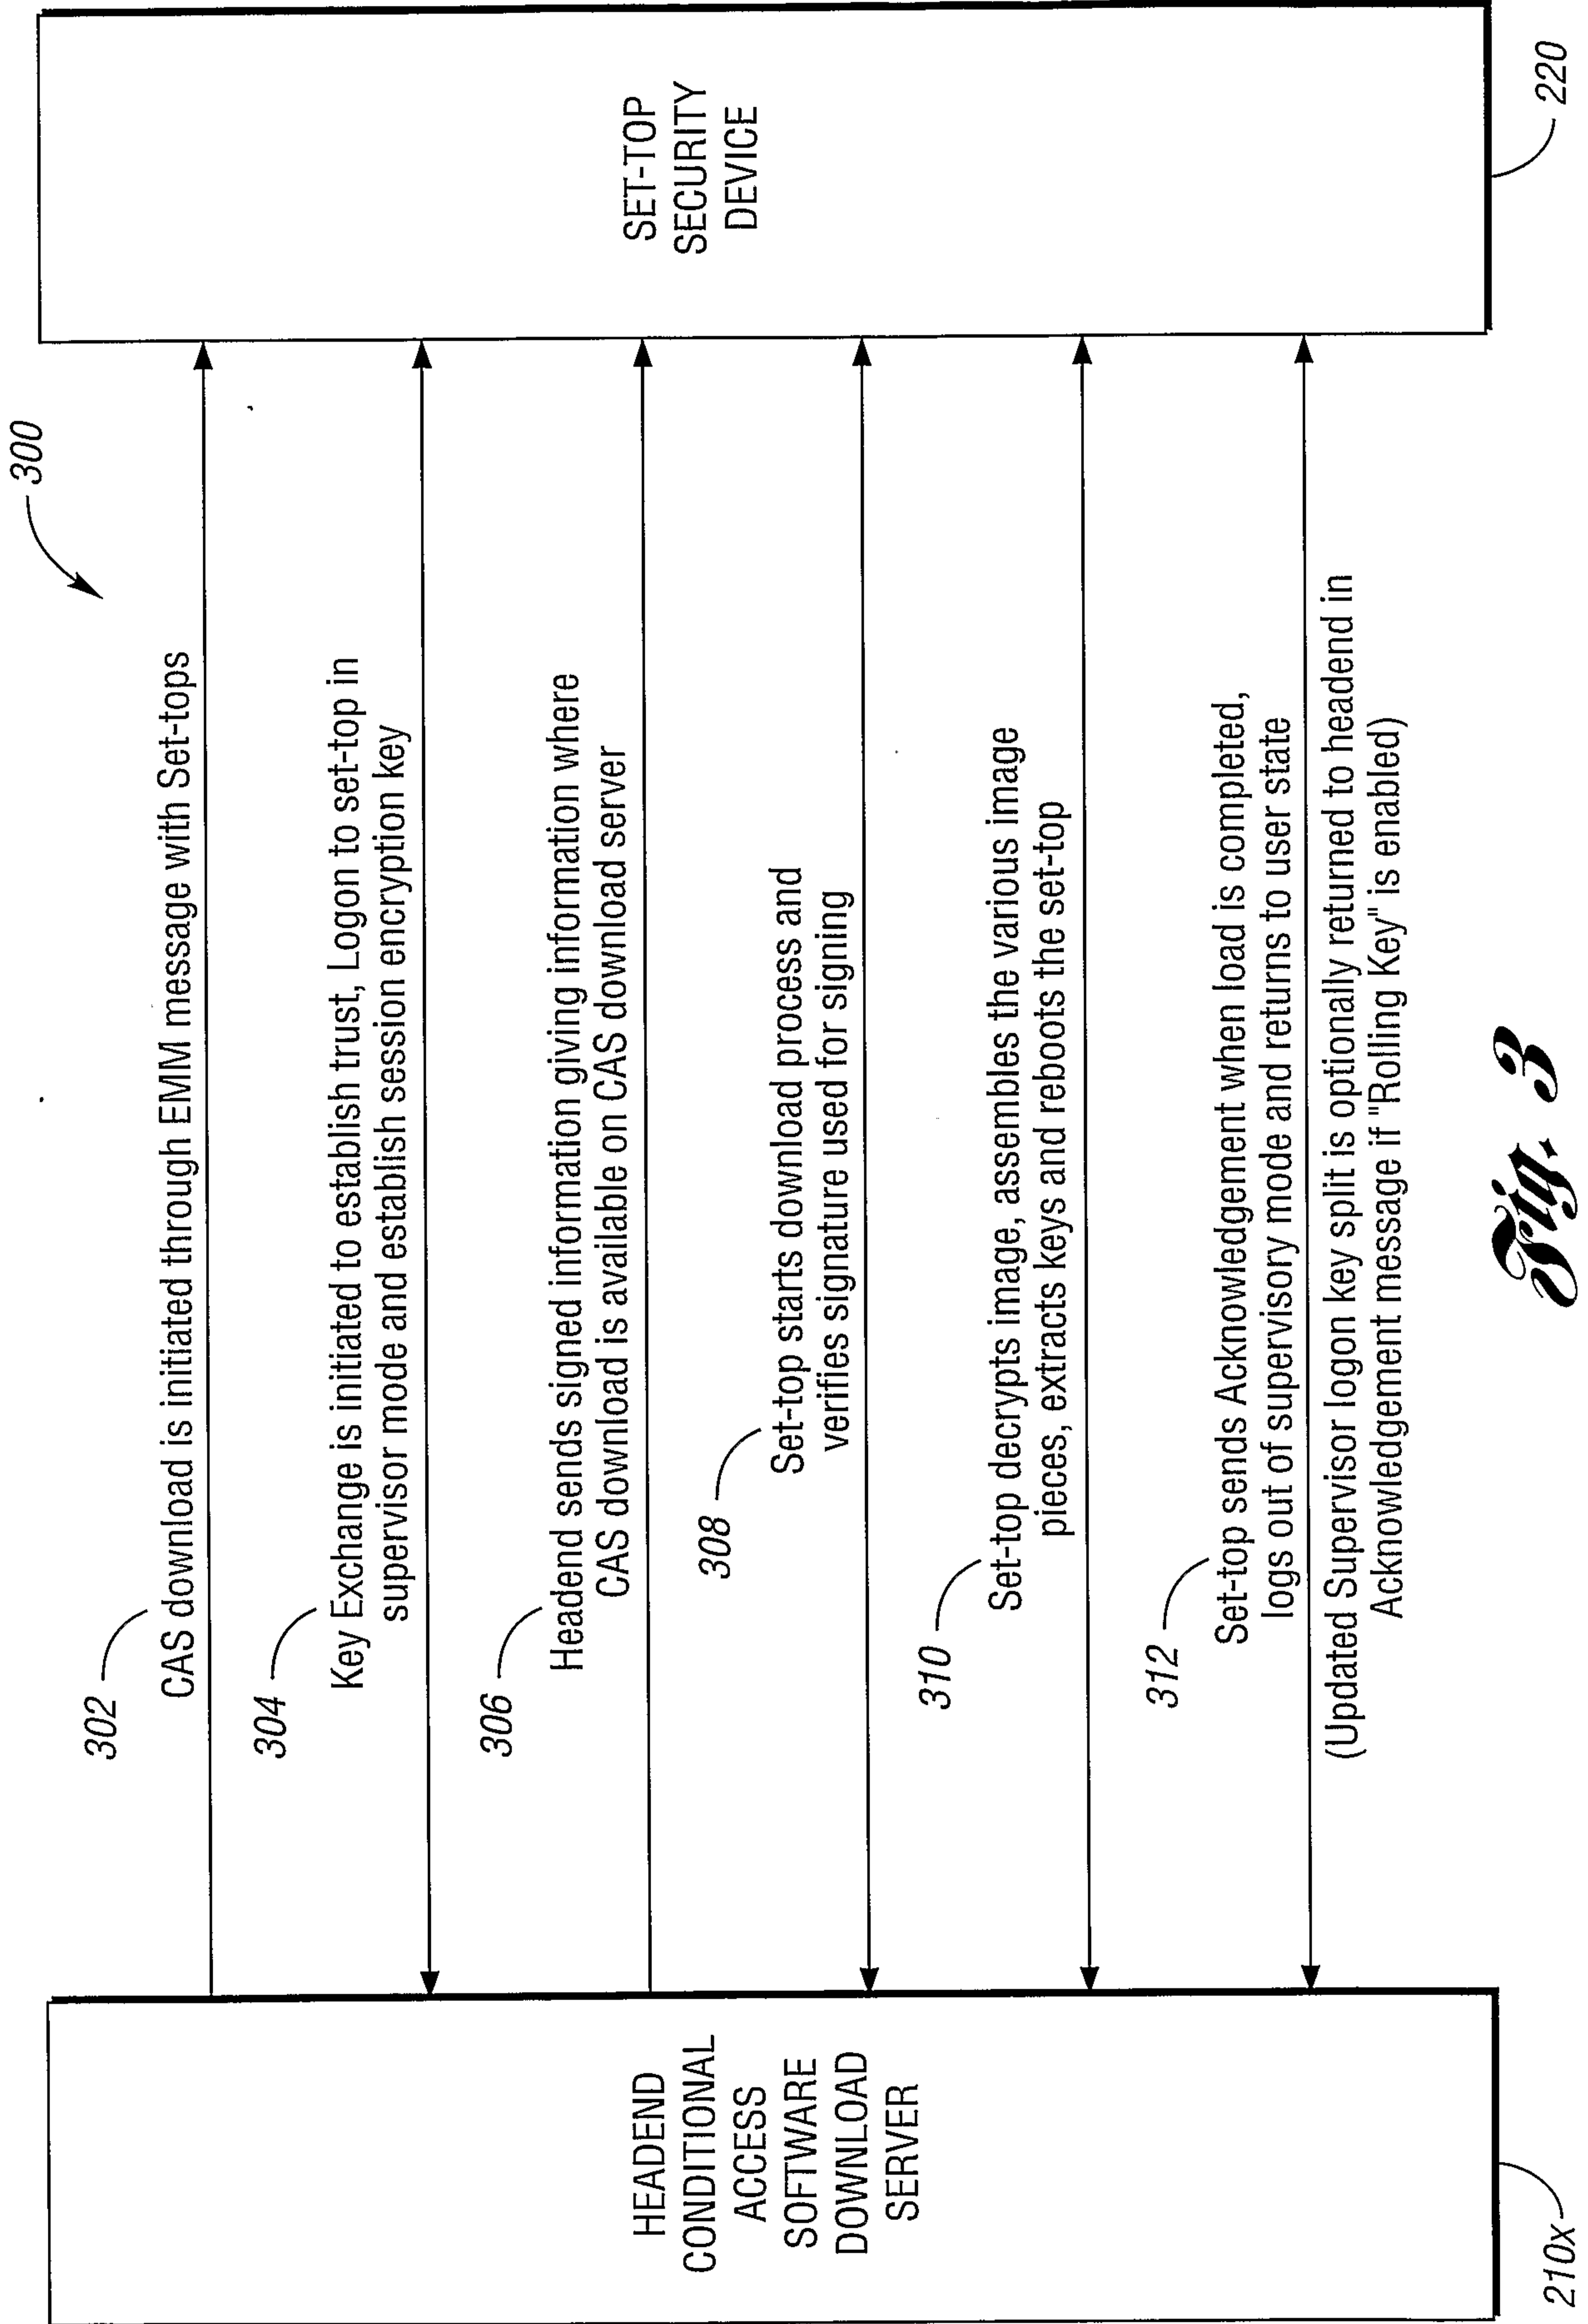 300
HEADEND
CONDITIONAL
ACCESS
SOFTWARE
DOWNLOAD
SERVER
210x
302
CAS download is initiated through EMM message with Set-tops
304
Key Exchange is initiated to establish trust, Logon to set-top in
supervisor mode and establish session encryption key
306
Headend sends signed information giving information where
CAS download is available on CAS download server
308
Set-top starts download process and
verifies signature used for signing
310
Set-top decrypts image, assembles the various image
pieces, extracts keys and reboots the set-top
312
Set-top sends Acknowledgement when load is completed,
logs out of supervisory mode and returns to user state
(Updated Supervisor logon key split is optionally returned to headend in
Acknowledgement message if "Rolling Key" is enabled)
SET-TOP
SECURITY
DEVICE
220
Fig. 3